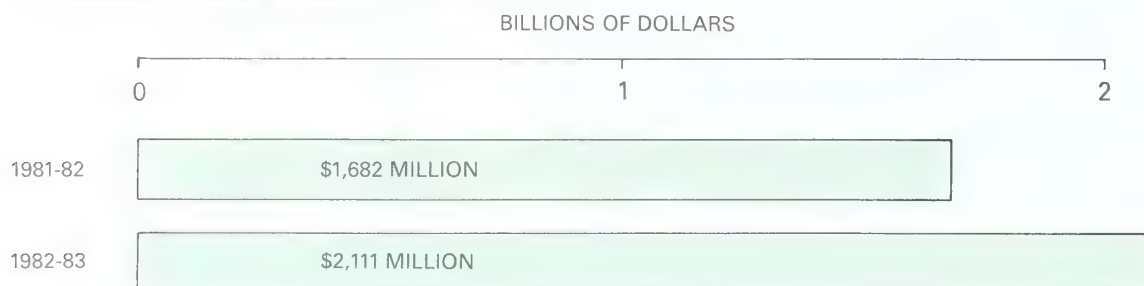 BILLIONS OF DOLLARS
0 1 2
1981-82 $1,682 MILLION
1982-83 $2,111 MILLION